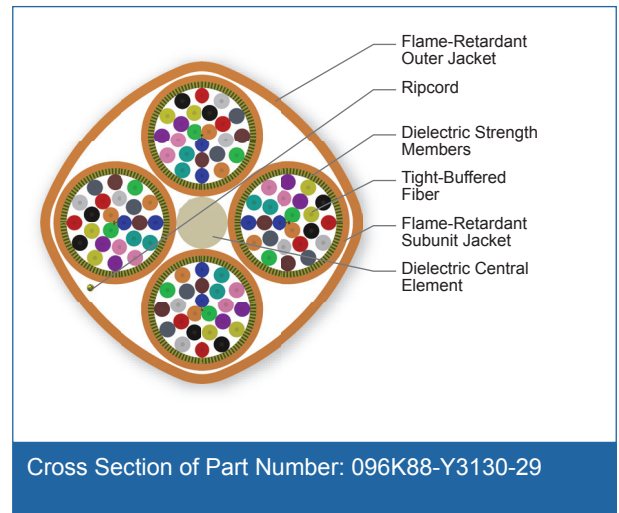 Flame-Retardant
Outer Jacket
Ripcord
Dielectric Strength
Members
Tight-Buffered
Fiber
Flame-Retardant
Subunit Jacket
Dielectric Central
Element
Cross Section of Part Number: 096K88-Y3130-29